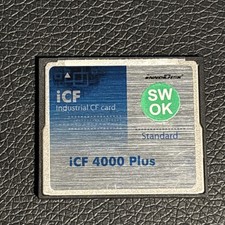 iCF
Industrial CF card
InnoDisk
SW
OK
Standard
iCF 4000 Plus